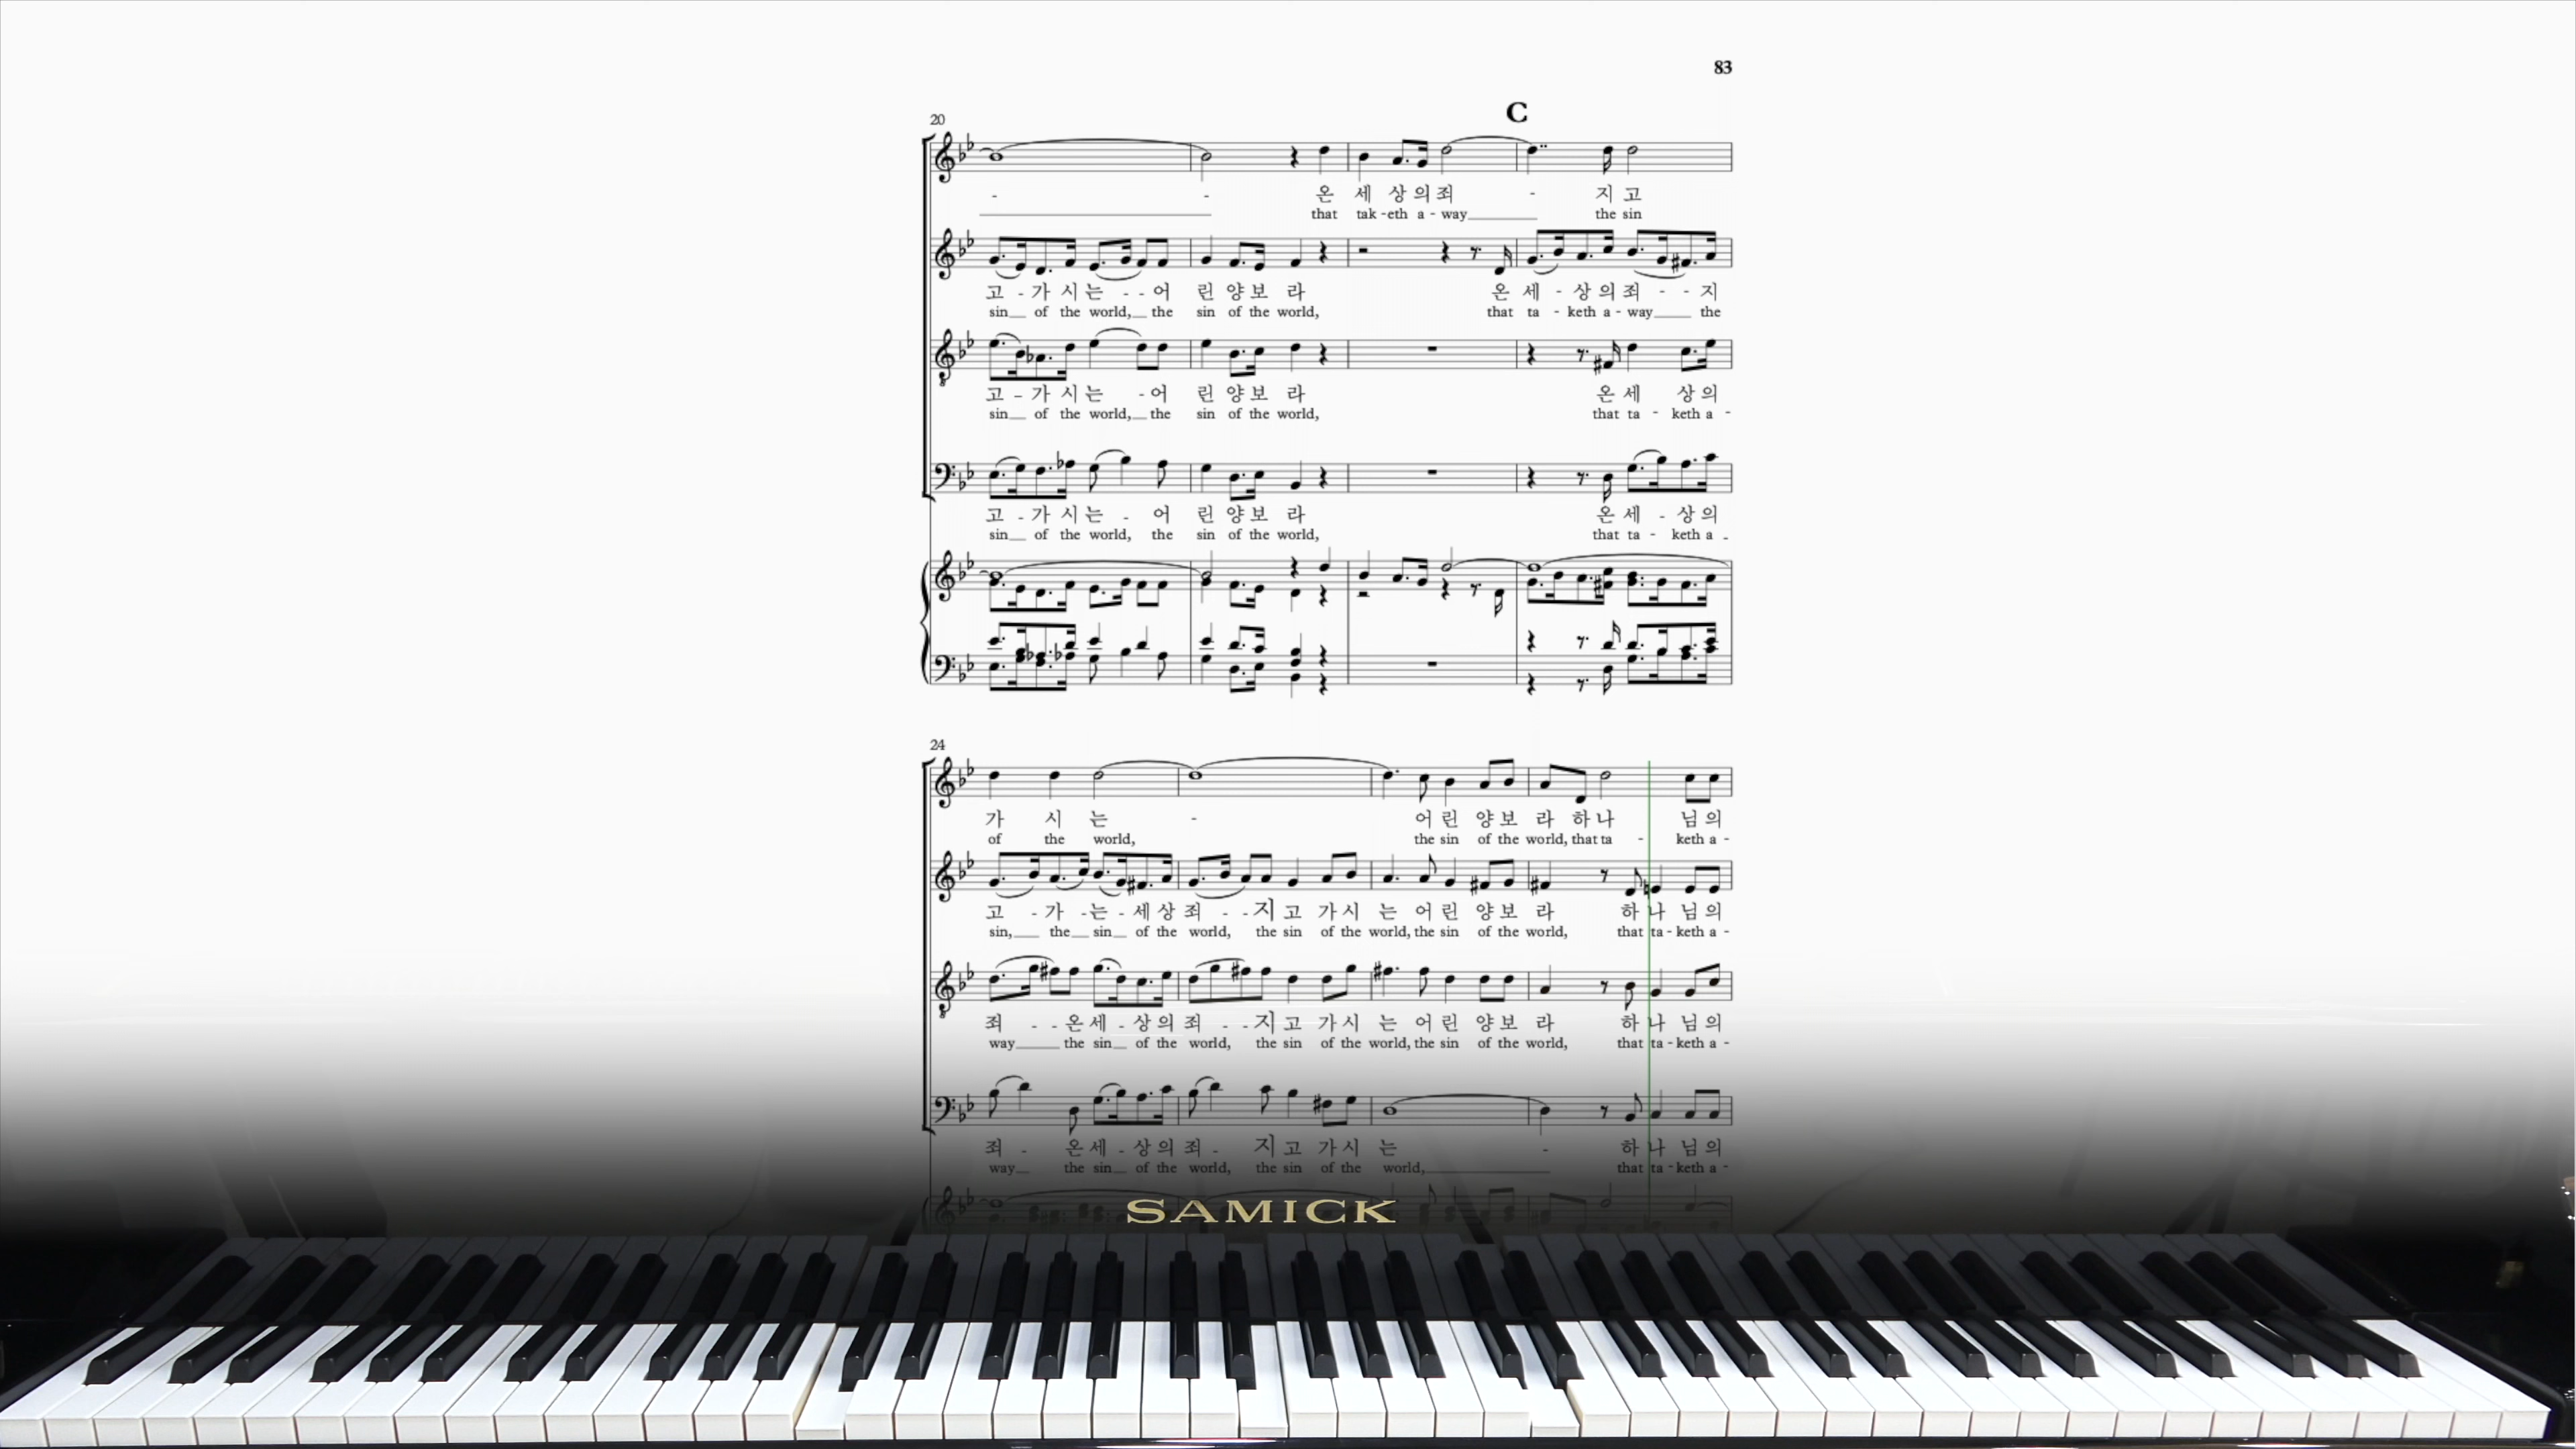 83
C
20
- - 온 세 상 의 죄 - 지 고
that tak - eth a - way the sin
고 - 가 시 는 - - 어 린 양 보 라 온 세 - 상 의 죄 - - 지
sin of the world, the sin of the world, that ta - keth a - way the
고 - 가 시 는 - 어 린 양 보 라 온 세 상 의
sin of the world, the sin of the world, that ta - keth a -
고 - 가 시 는 - 어 린 양 보 라 온 세 - 상 의
sin of the world, the sin of the world, that ta - keth a -
24
가 시 는 - 어 린 양 보 라 하 나 님 의
of the world, the sin of the world, that ta - keth a -
고 - 가 - 는 - 세 상 죄 - - 지 고 가 시 는 어 린 양 보 라 하 나 님 의
sin, the sin of the world, the sin of the world, the sin of the world, that ta - keth a -
죄 - - 온 세 - 상 의 죄 - - 지 고 가 시 는 어 린 양 보 라 하 나 님 의
way the sin of the world, the sin of the world, the sin of the world, that ta - keth a -
죄 - 온 세 - 상 의 죄 - 지 고 가 시 는 - 하 나 님 의
way the sin of the world, the sin of the world, that ta - keth a -
SAMICK